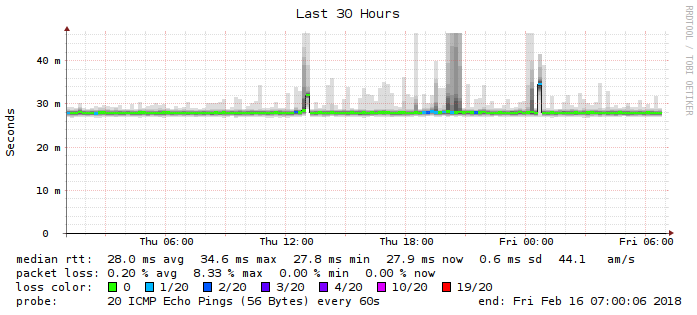 Last 30 Hours
RRDTOOL / TOBI OETIKER
Seconds
40 m
30 m
20 m
10 m
0
Thu 06:00 Thu 12:00 Thu 18:00 Fri 00:00 Fri 06:00
median rtt: 28.0 ms avg 34.6 ms max 27.8 ms min 27.9 ms now 0.6 ms sd 44.1 am/s
packet loss: 0.20 % avg 8.33 % max 0.00 % min 0.00 % now
loss color: 0 1/20 2/20 3/20 4/20 10/20 19/20
probe: 20 ICMP Echo Pings (56 Bytes) every 60s end: Fri Feb 16 07:00:06 2018